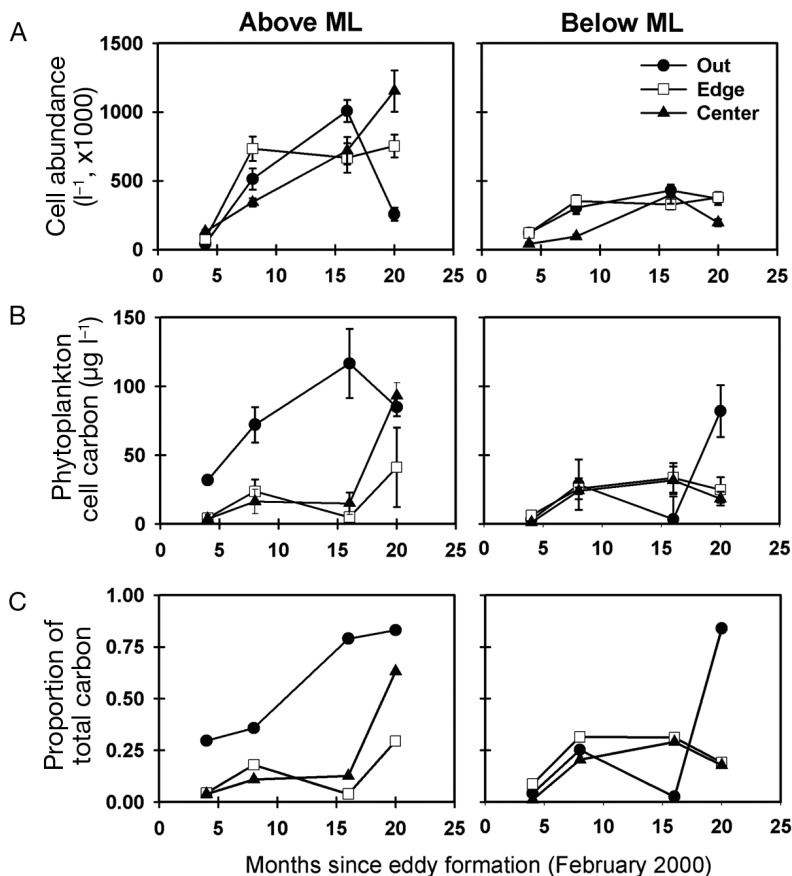 Above ML
Below ML
A
Cell abundance
(l⁻¹, x1000)
1500
1000
500
0
Out
Edge
Center
0 5 10 15 20 25
0 5 10 15 20 25
B
Phytoplankton
cell carbon (µg l⁻¹)
150
100
50
0
0 5 10 15 20 25
0 5 10 15 20 25
C
Proportion of
total carbon
1.00
0.75
0.50
0.25
0.00
0 5 10 15 20 25
0 5 10 15 20 25
Months since eddy formation (February 2000)